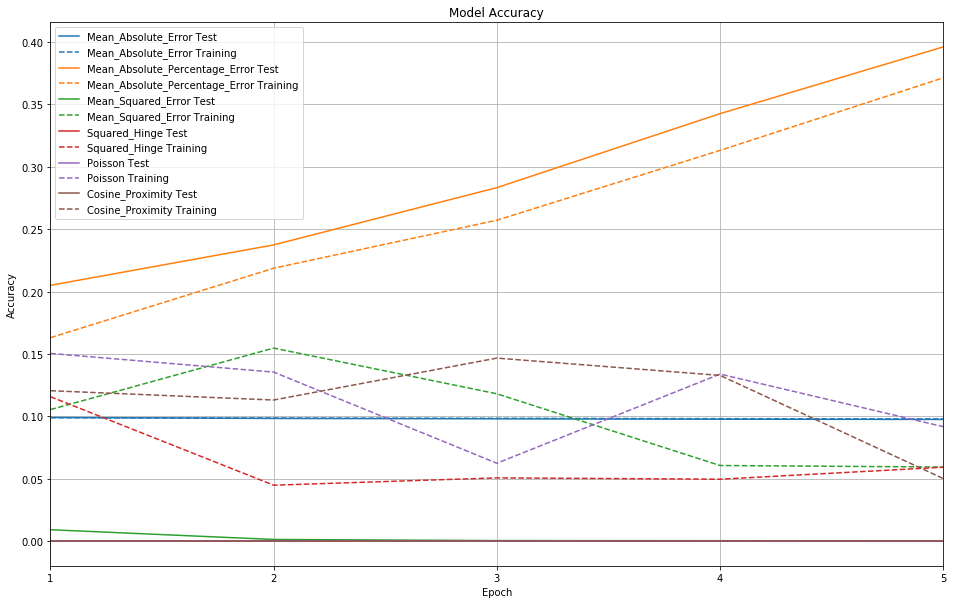 Model Accuracy
Mean_Absolute_Error Test
Mean_Absolute_Error Training
Mean_Absolute_Percentage_Error Test
Mean_Absolute_Percentage_Error Training
Mean_Squared_Error Test
Mean_Squared_Error Training
Squared_Hinge Test
Squared_Hinge Training
Poisson Test
Poisson Training
Cosine_Proximity Test
Cosine_Proximity Training
0.40
0.35
0.30
0.25
0.20
0.15
0.10
0.05
0.00
Accuracy
1 2 3 4 5
Epoch